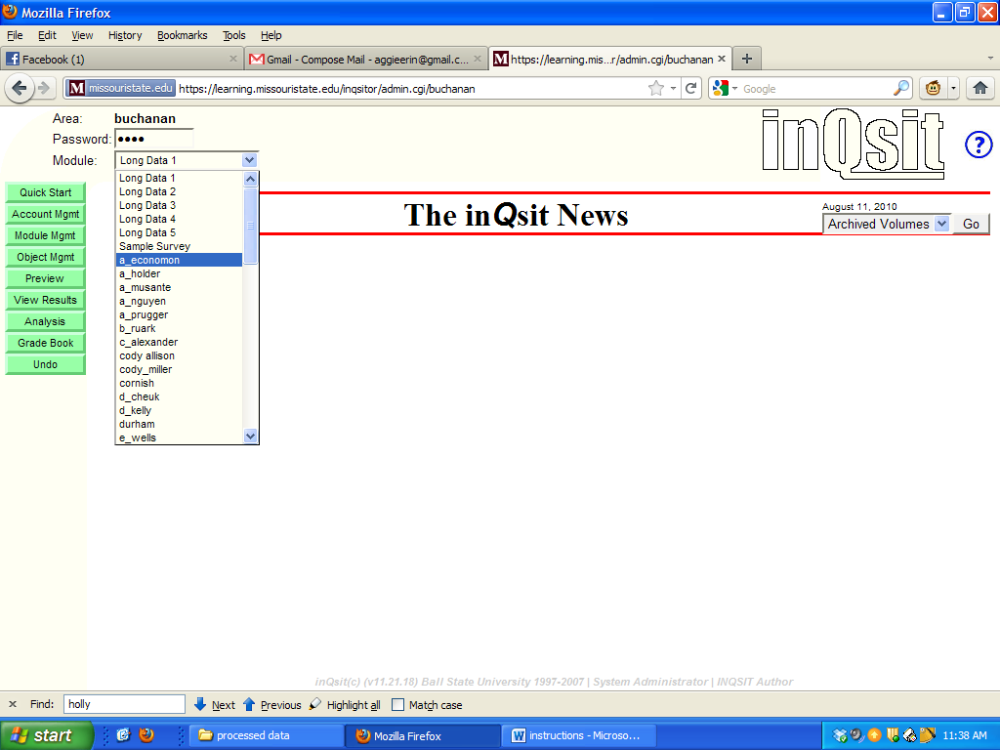 Mozilla Firefox
File Edit View History Bookmarks Tools Help
Facebook (1) Gmail - Compose Mail - aggieerin@gmail.c... https://learning.mis...r/admin.cgi/buchanan
missouristate.edu https://learning.missouristate.edu/inqsitor/admin.cgi/buchanan Google
Area: buchanan
Password: ●●●●
Module: Long Data 1
inQsit
?
Quick Start
Account Mgmt
Module Mgmt
Object Mgmt
Preview
View Results
Analysis
Grade Book
Undo
Long Data 1
Long Data 2
Long Data 3
Long Data 4
Long Data 5
Sample Survey
a_economon
a_holder
a_musante
a_nguyen
a_prugger
b_ruark
c_alexander
cody allison
cody_miller
cornish
d_cheuk
d_kelly
durham
e_wells
The inQsit News
August 11, 2010
Archived Volumes Go
inQsit(c) (v11.21.18) Ball State University 1997-2007 | System Administrator | INQSIT Author
Find: holly Next Previous Highlight all Match case
start processed data Mozilla Firefox instructions - Microso... 11:38 AM